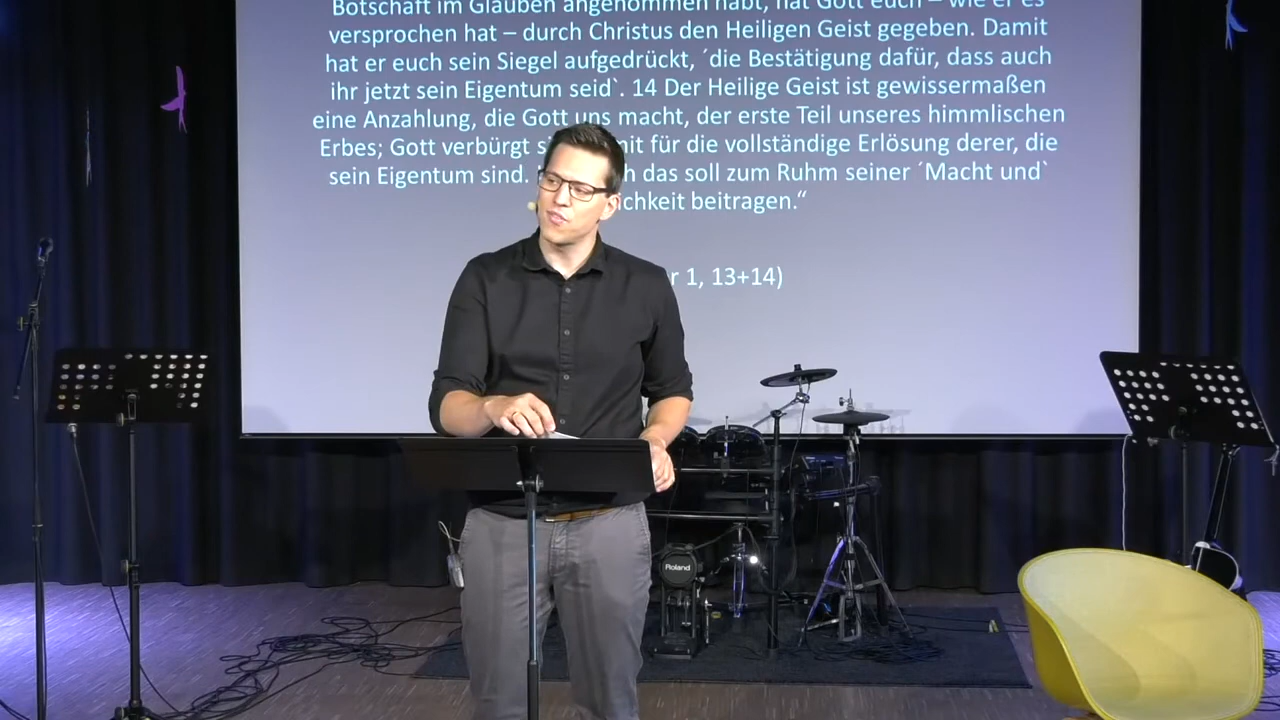 Botschaft im Glauben angenommen habt, hat Gott euch – wie er es
versprochen hat – durch Christus den Heiligen Geist gegeben. Damit
hat er euch sein Siegel aufgedrückt, ´die Bestätigung dafür, dass auch
ihr jetzt sein Eigentum seid`. 14 Der Heilige Geist ist gewissermaßen
eine Anzahlung, die Gott uns macht, der erste Teil unseres himmlischen
Erbes; Gott verbürgt für die vollständige Erlösung derer, die
sein Eigentum sind. das soll zum Ruhm seiner ´Macht und`
beitragen.“
1, 13+14)
Roland